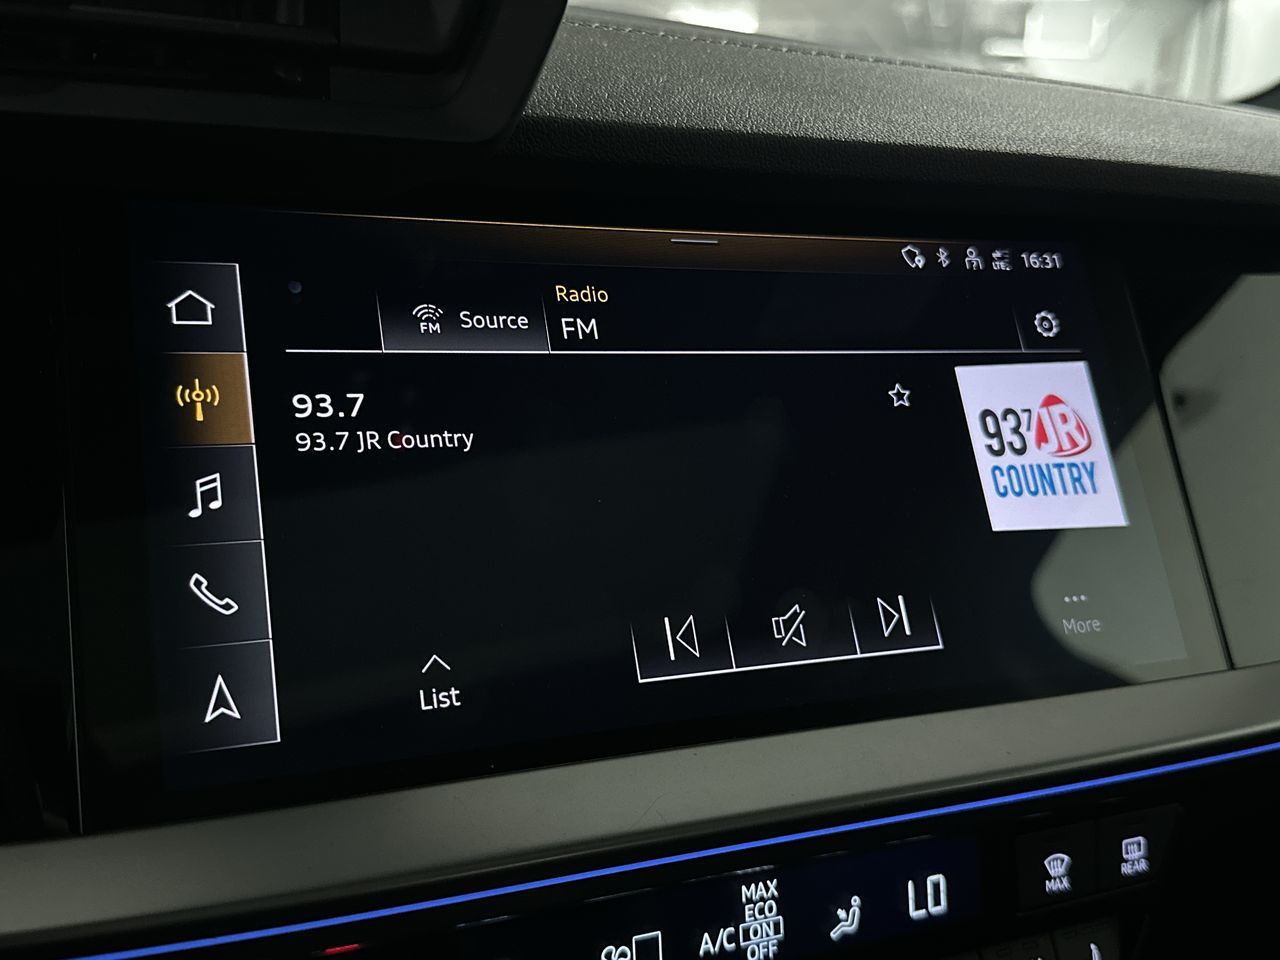 LTE
16:31
FM
Source
Radio
FM
93.7
93.7 JR Country
93.7 JR
COUNTRY
More
List
MAX
REAR
MAX
ECO
A/C ON
OFF
LO